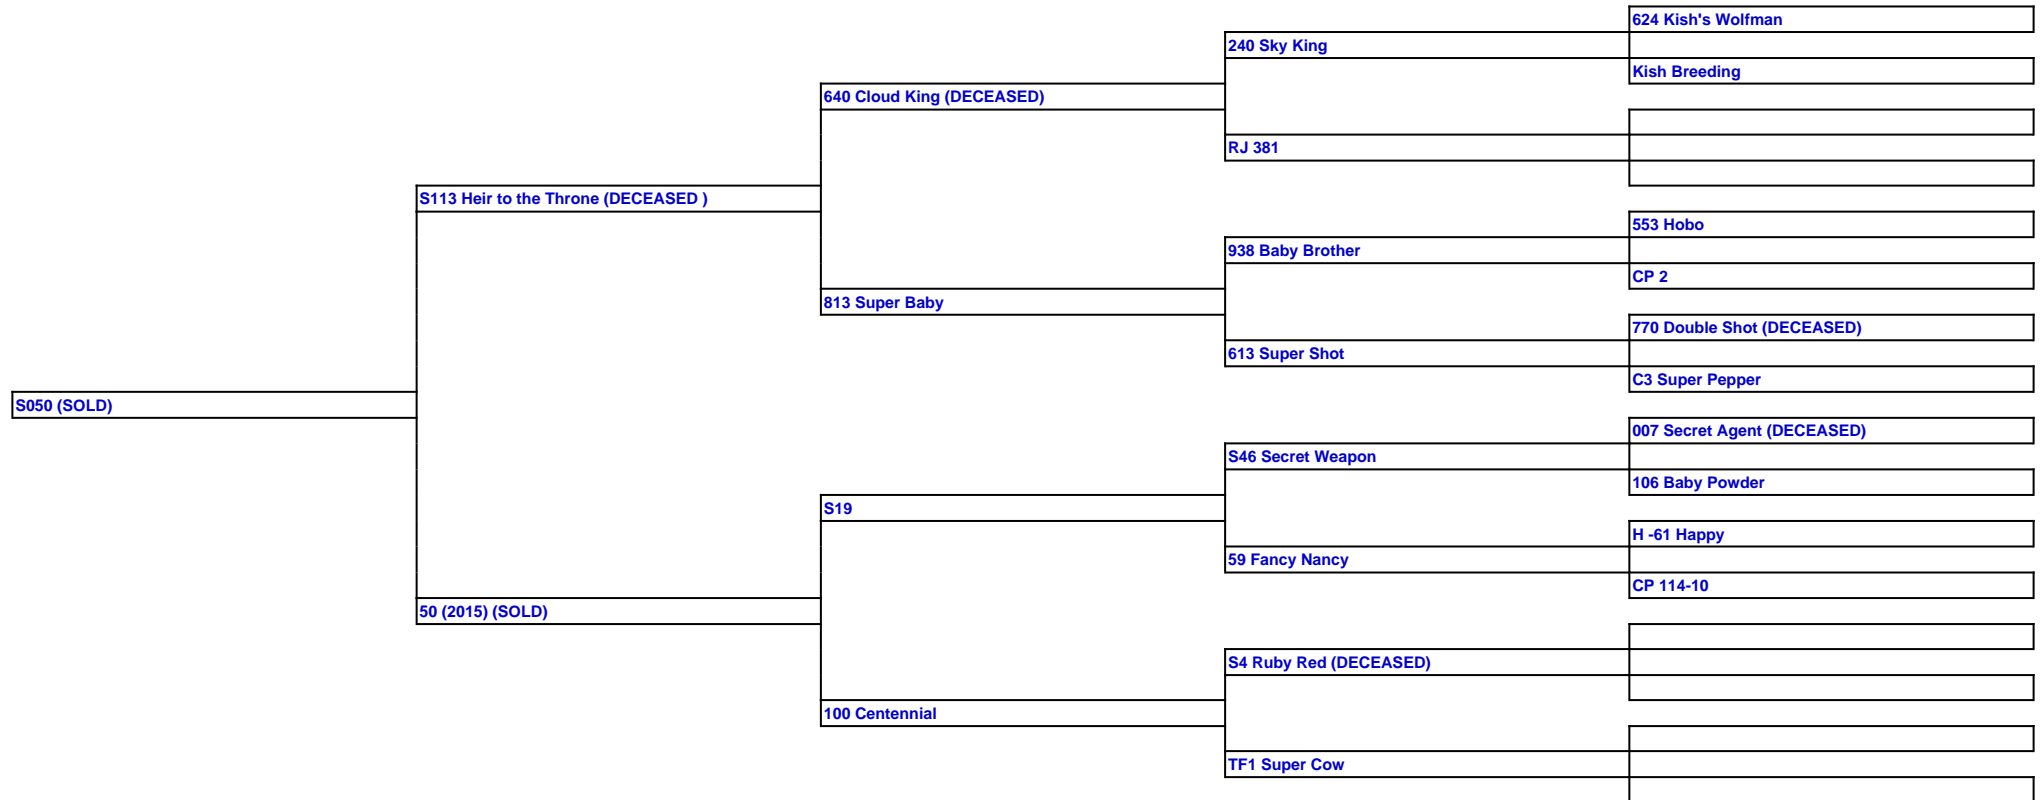 624 Kish's Wolfman
240 Sky King
Kish Breeding
640 Cloud King (DECEASED)
RJ 381
S113 Heir to the Throne (DECEASED )
553 Hobo
938 Baby Brother
CP 2
813 Super Baby
770 Double Shot (DECEASED)
613 Super Shot
C3 Super Pepper
S050 (SOLD)
007 Secret Agent (DECEASED)
S46 Secret Weapon
106 Baby Powder
S19
H -61 Happy
59 Fancy Nancy
CP 114-10
50 (2015) (SOLD)
S4 Ruby Red (DECEASED)
100 Centennial
TF1 Super Cow